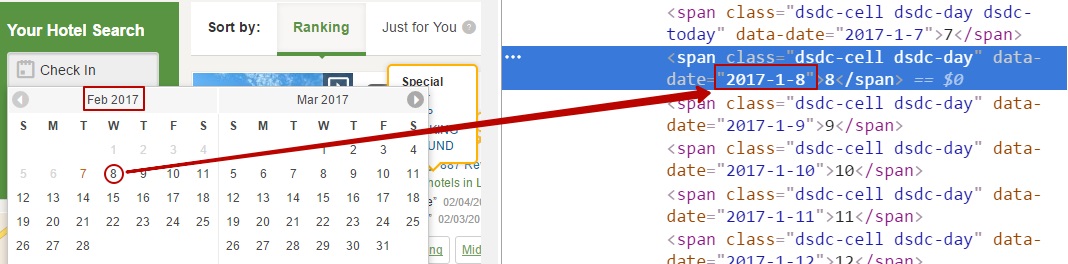 Your Hotel Search
Check In
Sort by: Ranking Just for You ?
Special
Feb 2017 Mar 2017
S M T W T F S S M T W T F S
1 2 3 4 1 2 3 4
5 6 7 8 9 10 11 5 6 7 8 9 10 11
12 13 14 15 16 17 18 12 13 14 15 16 17 18
19 20 21 22 23 24 25 19 20 21 22 23 24 25
26 27 28 26 27 28 29 30 31
KING
UND
887 Re
hotels in L
02/04/20
02/03/20
ng Mid
<span class="dsdc-cell dsdc-day dsdc-
today" data-date="2017-1-7">7</span>
<span class="dsdc-cell dsdc-day" data-
date="2017-1-8">8</span> == $0
<span class="dsdc-cell dsdc-day" data-
date="2017-1-9">9</span>
<span class="dsdc-cell dsdc-day" data-
date="2017-1-10">10</span>
<span class="dsdc-cell dsdc-day" data-
date="2017-1-11">11</span>
<span class="dsdc-cell dsdc-day" data-
date="2017-1-12">12</span>